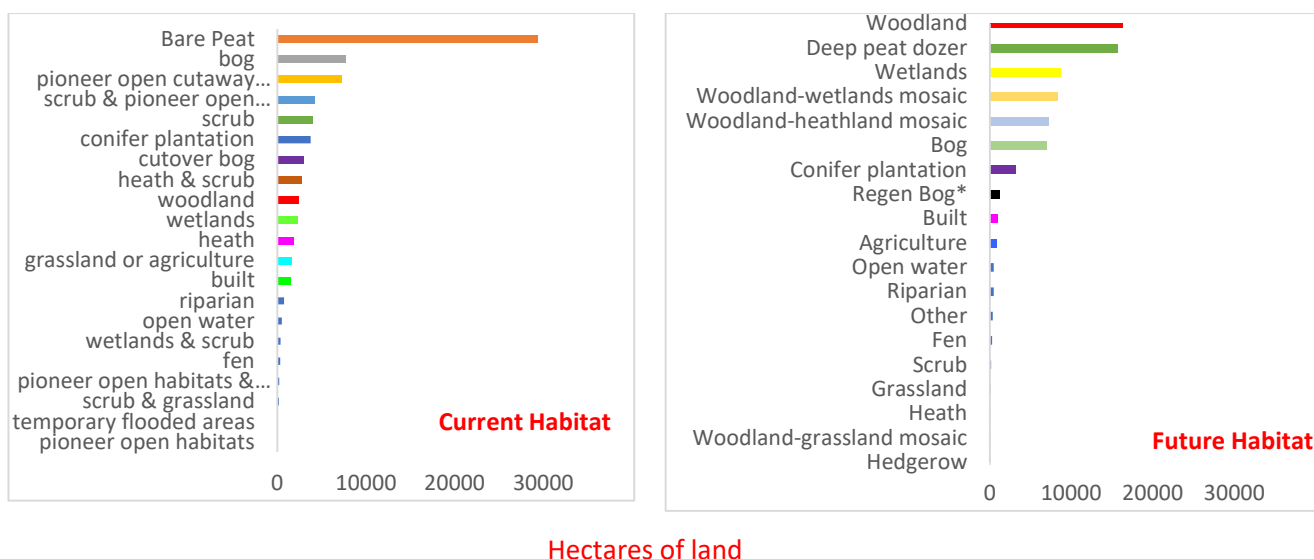 Bare Peat
bog
pioneer open cutaway...
scrub & pioneer open...
scrub
conifer plantation
cutover bog
heath & scrub
woodland
wetlands
heath
grassland or agriculture
built
riparian
open water
wetlands & scrub
fen
pioneer open habitats &...
scrub & grassland
temporary flooded areas
pioneer open habitats
Current Habitat
0 10000 20000 30000
Woodland
Deep peat dozer
Wetlands
Woodland-wetlands mosaic
Woodland-heathland mosaic
Bog
Conifer plantation
Regen Bog*
Built
Agriculture
Open water
Riparian
Other
Fen
Scrub
Grassland
Heath
Woodland-grassland mosaic
Hedgerow
Future Habitat
0 10000 20000 30000
Hectares of land